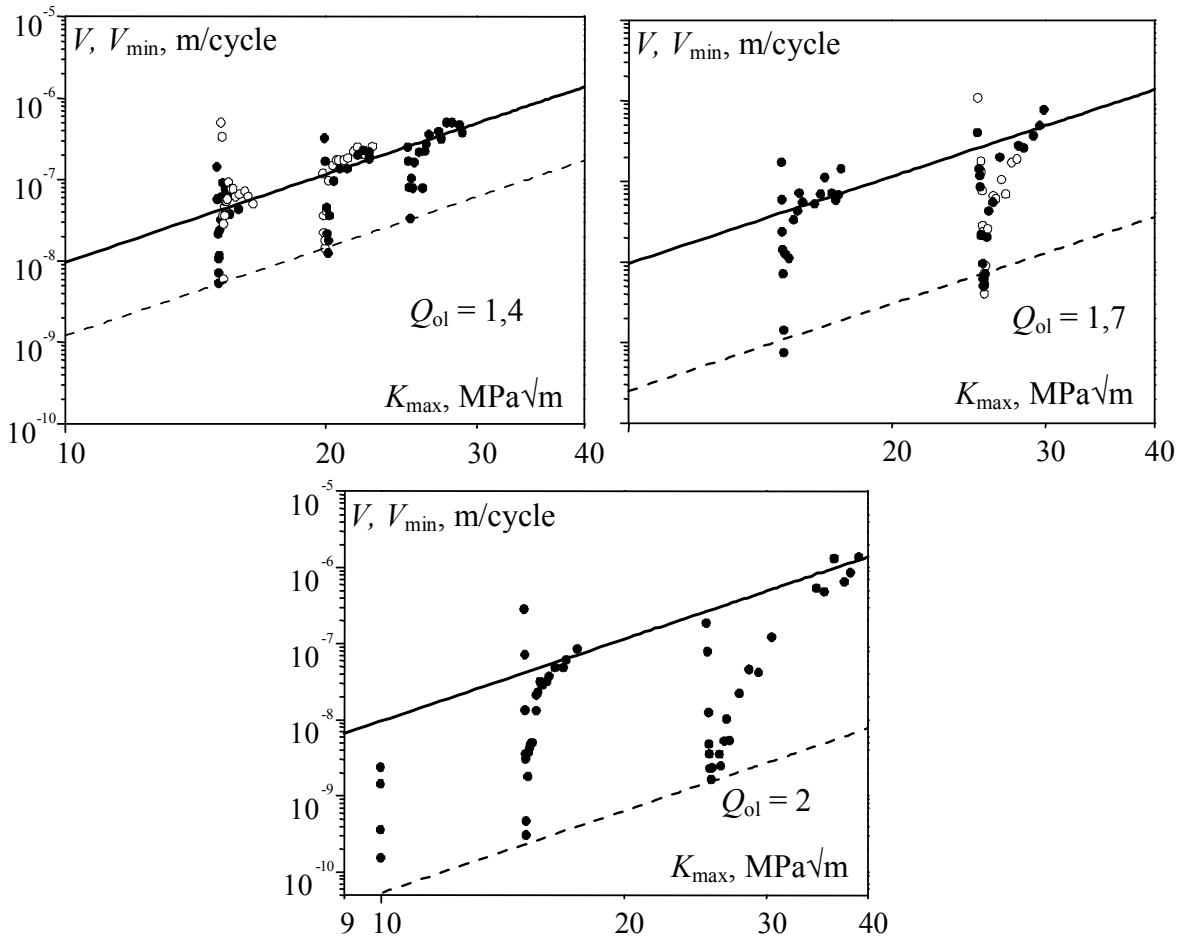 10⁻⁵
V, V_min, m/cycle
10⁻⁶
10⁻⁷
10⁻⁸
Q_ol = 1,4
10⁻⁹
K_max, MPa√m
10⁻¹⁰
10 20 30 40
V, V_min, m/cycle
Q_ol = 1,7
K_max, MPa√m
20 30 40
10⁻⁵
V, V_min, m/cycle
10⁻⁶
10⁻⁷
10⁻⁸
10⁻⁹
Q_ol = 2
K_max, MPa√m
10⁻¹⁰
9 10 20 30 40